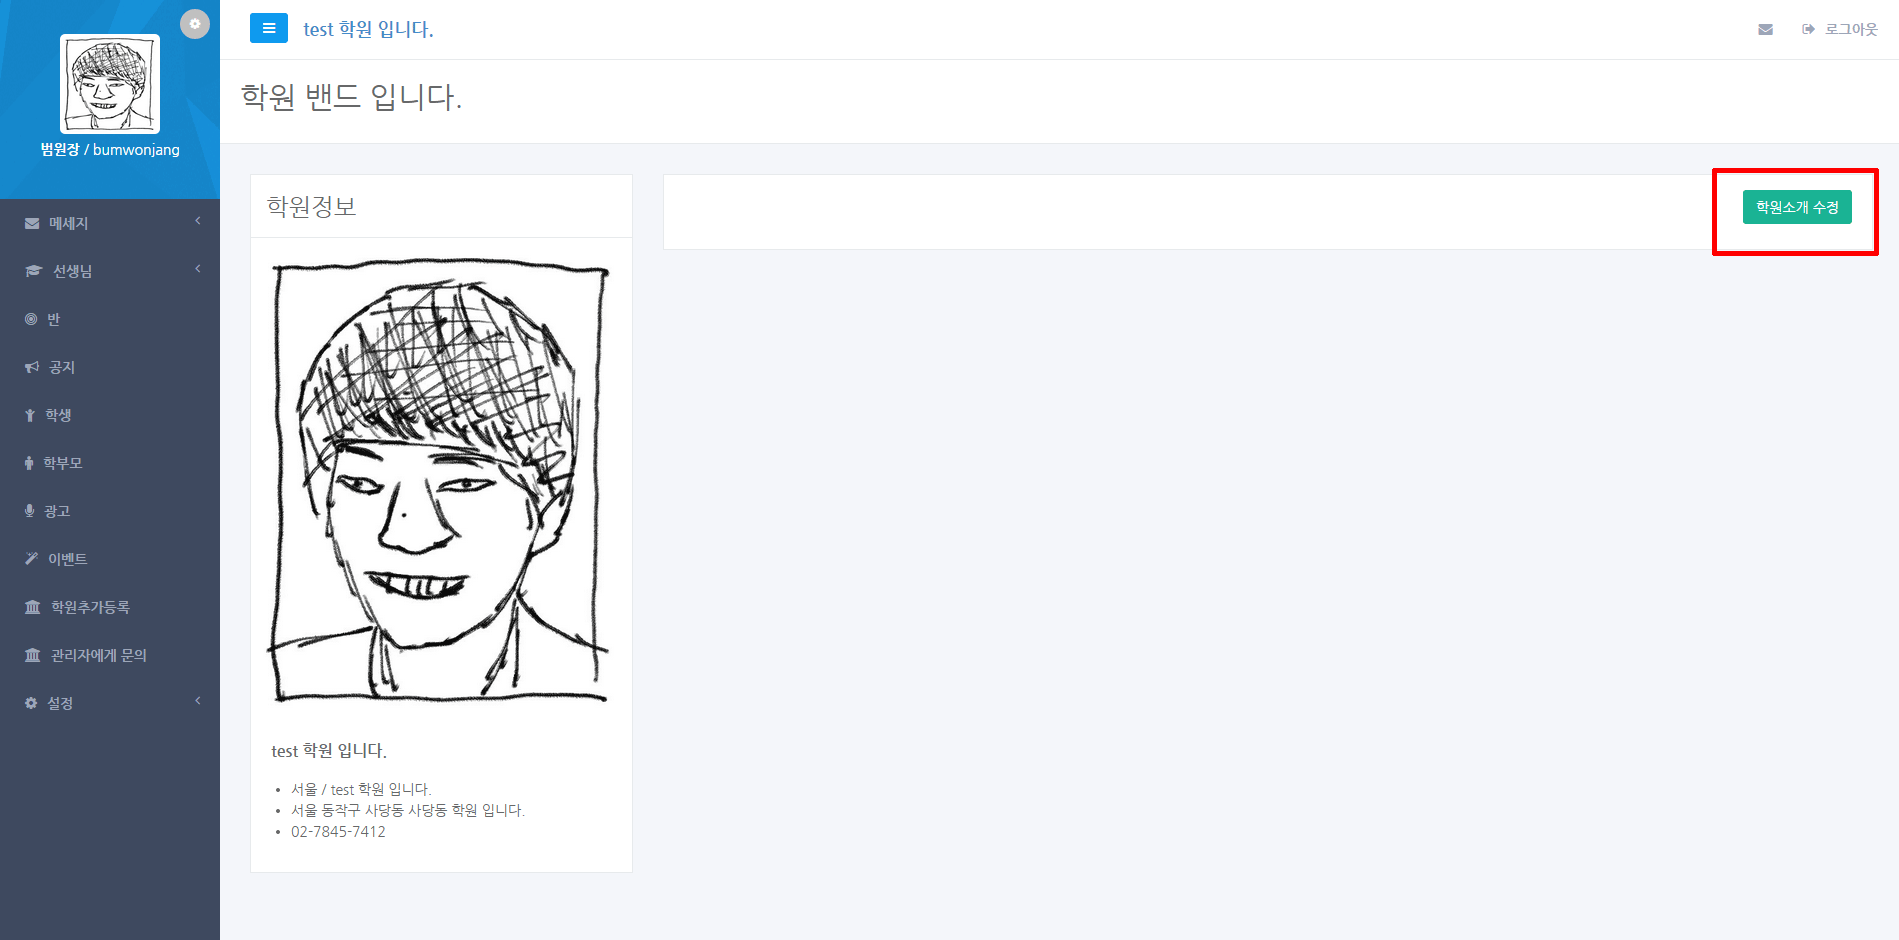 범원장 / bumwonjang
메세지
선생님
반
공지
학생
학부모
광고
이벤트
학원추가등록
관리자에게 문의
설정
test 학원 입니다.
로그아웃
학원 밴드 입니다.
학원정보
test 학원 입니다.
서울 / test 학원 입니다.
서울 동작구 사당동 사당동 학원 입니다.
02-7845-7412
학원소개 수정